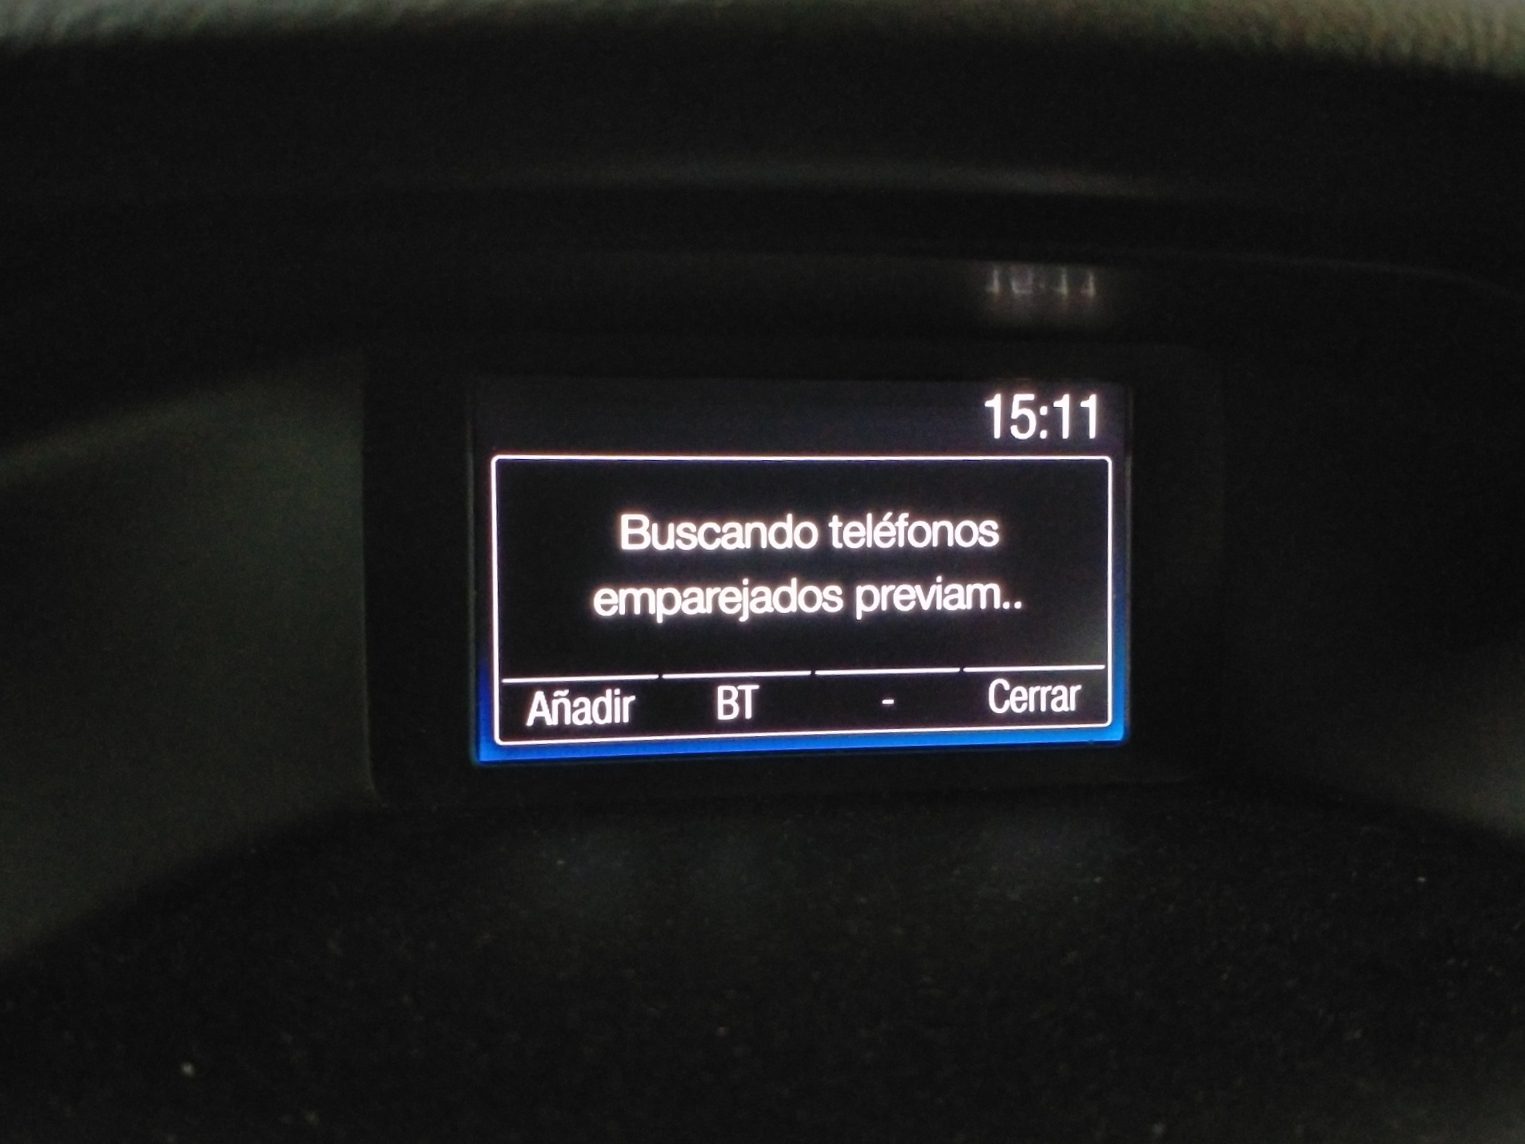 15:11
Buscando teléfonos
emparejados previam..
Añadir BT - Cerrar